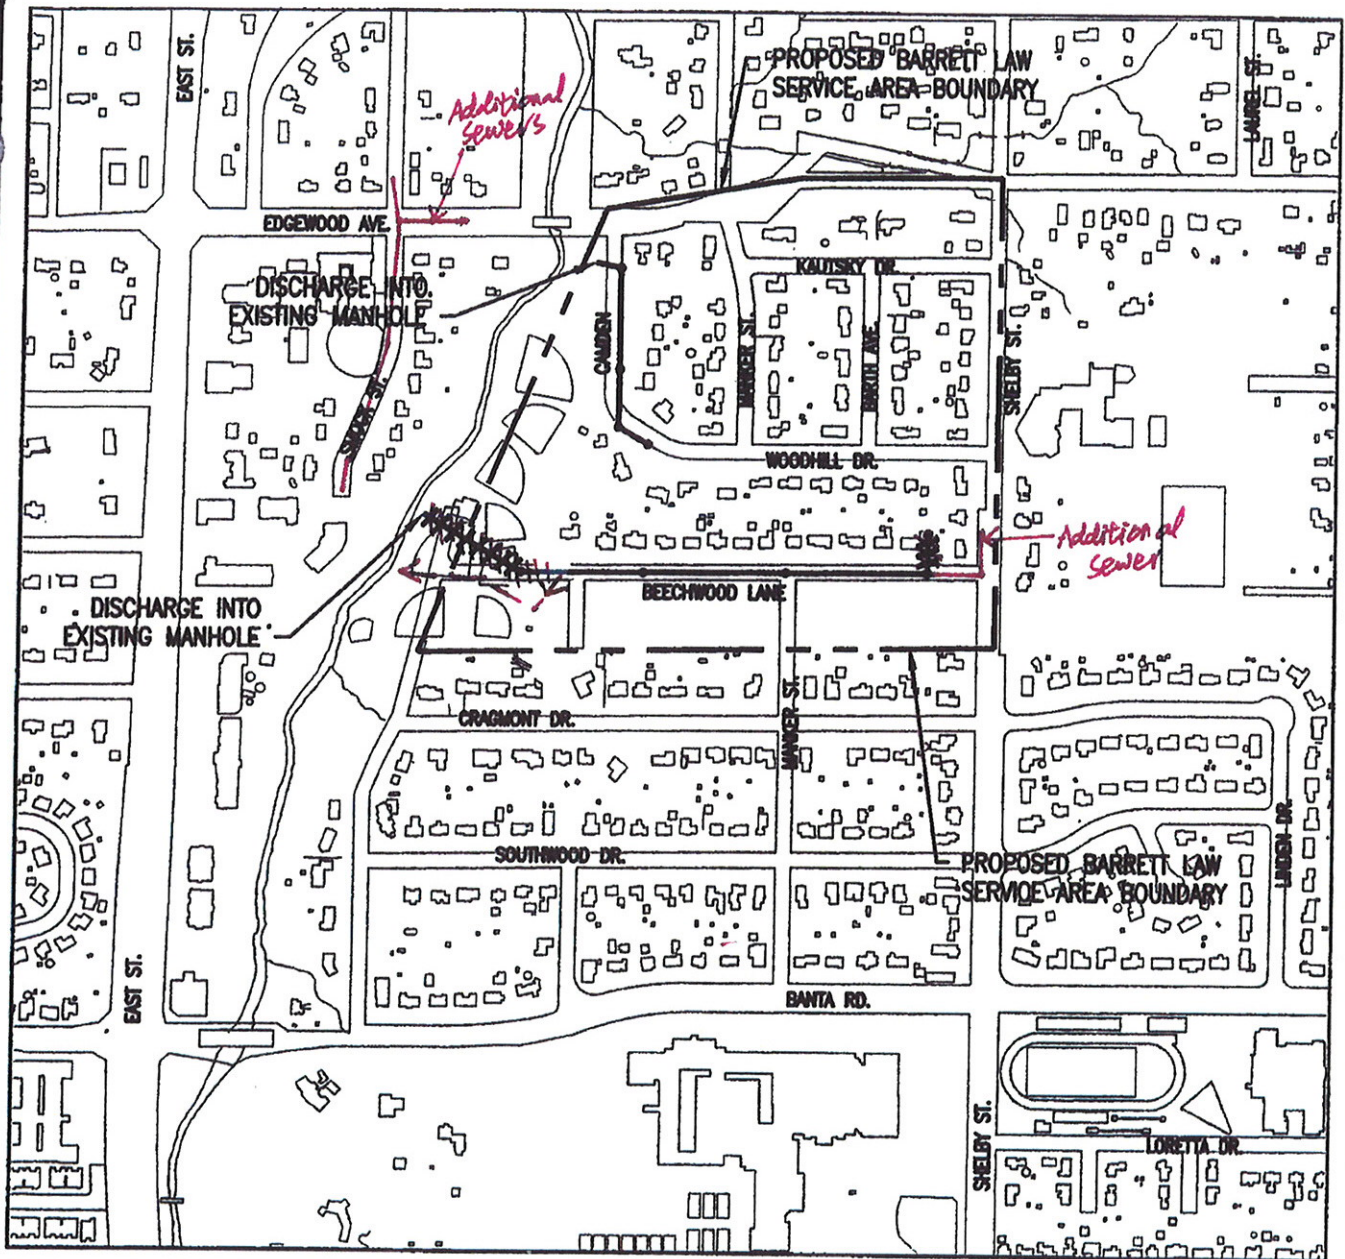 EAST ST.
PROPOSED BARRETT LAW
SERVICE AREA BOUNDARY
LAUREL ST.
Additional
sewers
EDGEWOOD AVE.
KAUTSKY DR.
DISCHARGE INTO
EXISTING MANHOLE
CAMDEN
MANKER ST.
BARTH AVE.
SHELBY ST.
SMOCK ST.
WOODHILL DR.
Additional
sewer
BEECHWOOD LANE
DISCHARGE INTO
EXISTING MANHOLE
CRAGMONT DR.
MANKER ST.
SOUTHWOOD DR.
PROPOSED BARRETT LAW
SERVICE AREA BOUNDARY
LINDEN DR.
EAST ST.
BANTA RD.
SHELBY ST.
LORETTA DR.